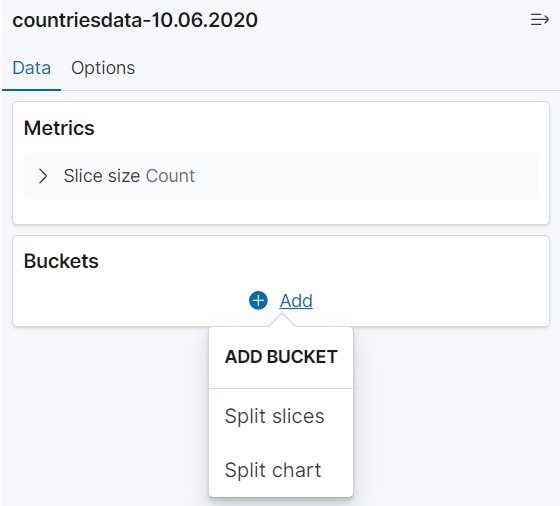 countriesdata-10.06.2020
Data Options
Metrics
Slice size Count
Buckets
Add
ADD BUCKET
Split slices
Split chart